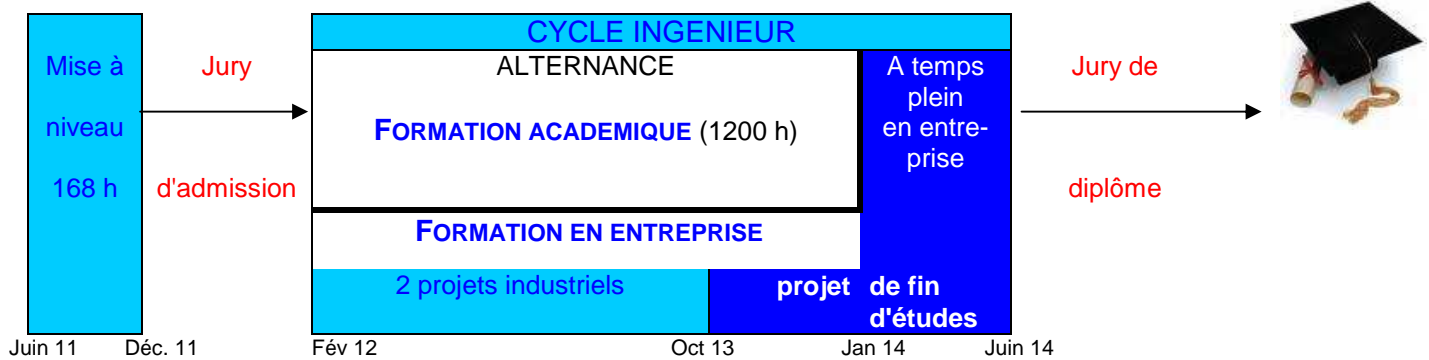 Mise à
niveau
168 h
Jury
d'admission
CYCLE INGENIEUR
ALTERNANCE
FORMATION ACADEMIQUE (1200 h)
FORMATION EN ENTREPRISE
2 projets industriels
A temps
plein
en entre-
prise
projet de fin
d'études
Jury de
diplôme
Juin 11 Déc. 11 Fév 12 Oct 13 Jan 14 Juin 14